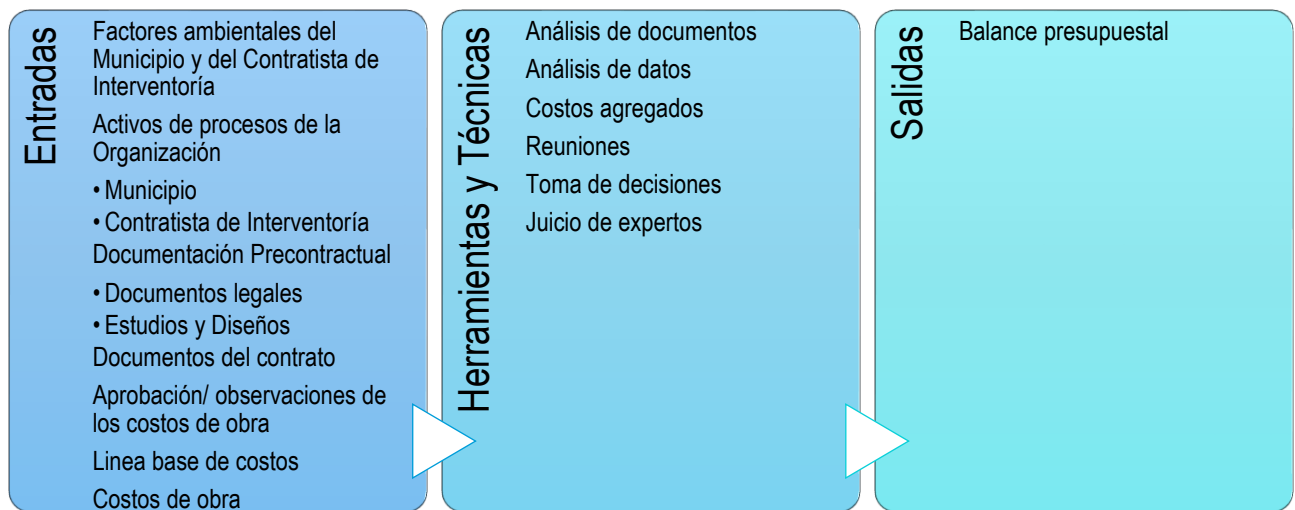 Entradas
Factores ambientales del
Municipio y del Contratista de
Interventoría
Activos de procesos de la
Organización
• Municipio
• Contratista de Interventoría
Documentación Precontractual
• Documentos legales
• Estudios y Diseños
Documentos del contrato
Aprobación/ observaciones de
los costos de obra
Linea base de costos
Costos de obra
Herramientas y Técnicas
Análisis de documentos
Análisis de datos
Costos agregados
Reuniones
Toma de decisiones
Juicio de expertos
Salidas
Balance presupuestal